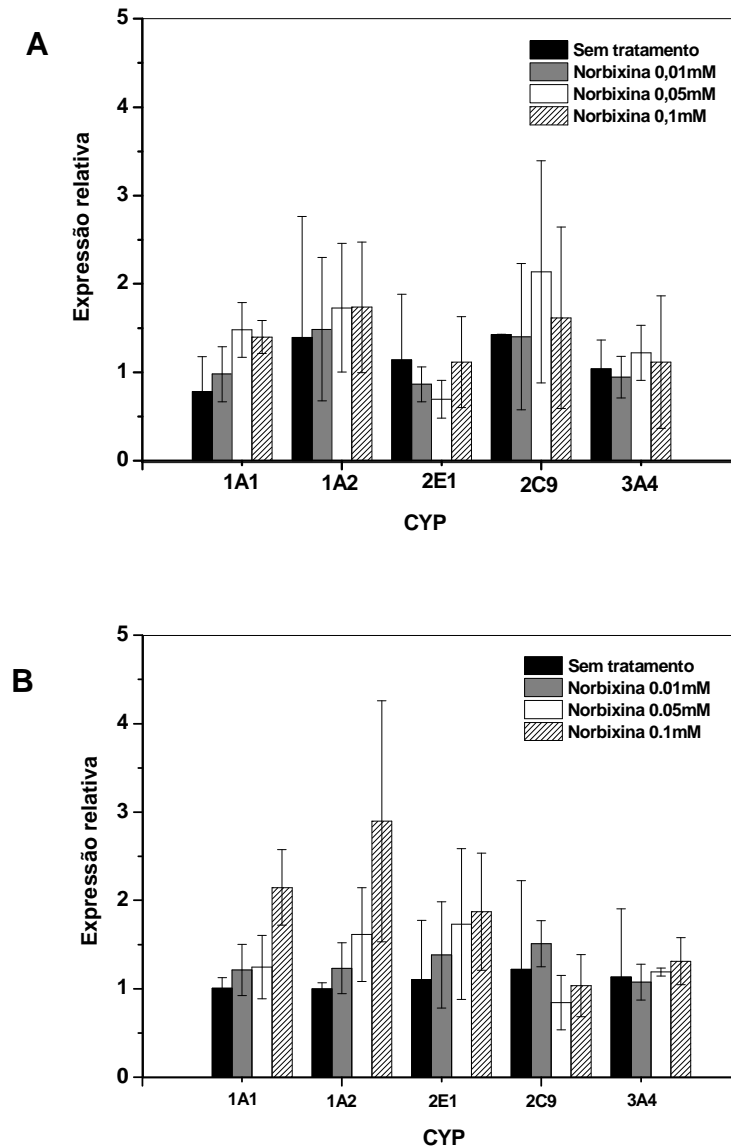 A
5
4
3
2
1
0
Expressão relativa
Sem tratamento
Norbixina 0,01mM
Norbixina 0,05mM
Norbixina 0,1mM
1A1
1A2
2E1
2C9
3A4
CYP
B
5
4
3
2
1
0
Expressão relativa
Sem tratamento
Norbixina 0.01mM
Norbixina 0.05mM
Norbixina 0.1mM
1A1
1A2
2E1
2C9
3A4
CYP